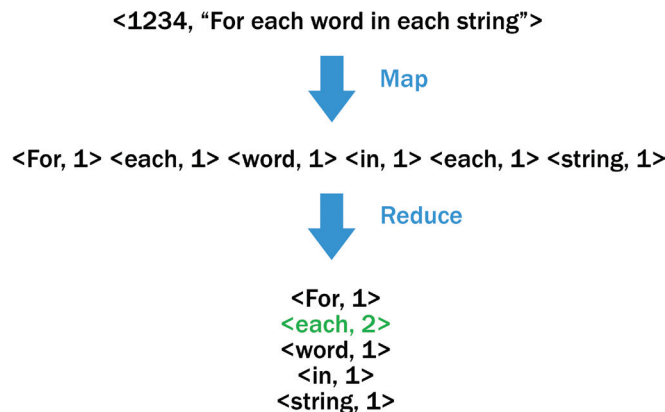 <1234, “For each word in each string”>
Map
<For, 1> <each, 1> <word, 1> <in, 1> <each, 1> <string, 1>
Reduce
<For, 1>
<each, 2>
<word, 1>
<in, 1>
<string, 1>